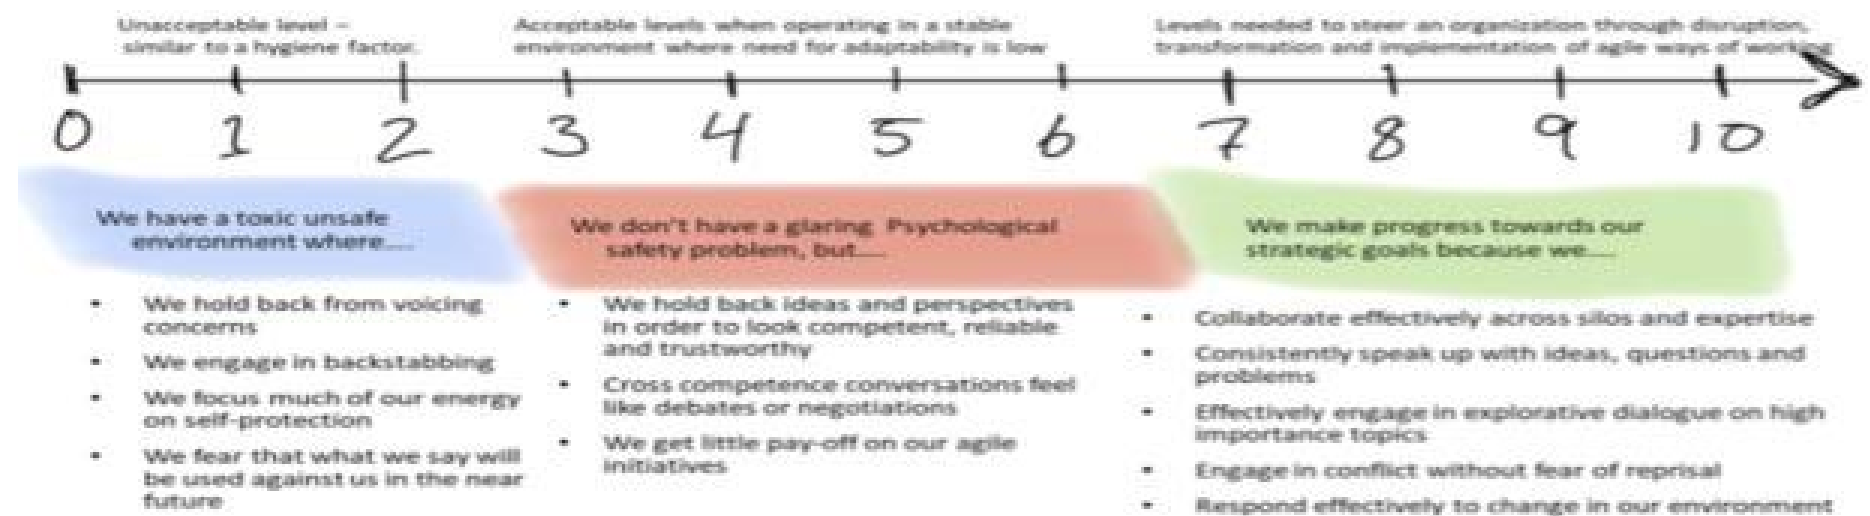 Unacceptable level –
similar to a hygiene factor.
Acceptable levels when operating in a stable
environment where need for adaptability is low
Levels needed to steer an organization through disruption,
transformation and implementation of agile ways of working
0 1 2 3 4 5 6 7 8 9 10
We have a toxic unsafe
environment where....
We don't have a glaring Psychological
safety problem, but....
We make progress towards our
strategic goals because we....
• We hold back from voicing
concerns
• We engage in backstabbing
• We focus much of our energy
on self-protection
• We fear that what we say will
be used against us in the near
future
• We hold back ideas and perspectives
in order to look competent, reliable
and trustworthy
• Cross competence conversations feel
like debates or negotiations
• We get little pay-off on our agile
initiatives
• Collaborate effectively across silos and expertise
• Consistently speak up with ideas, questions and
problems
• Effectively engage in explorative dialogue on high
importance topics
• Engage in conflict without fear of reprisal
• Respond effectively to change in our environment